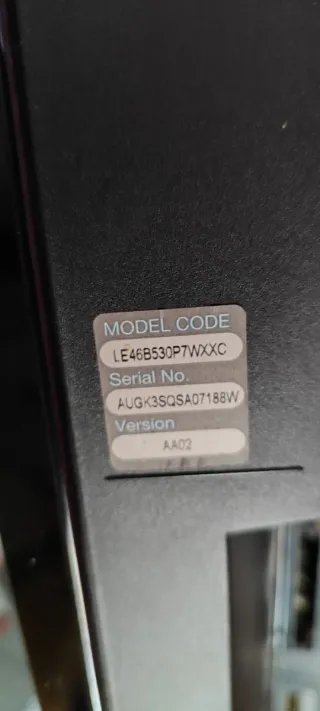 MODEL CODE
LE46B530P7WXXC
Serial No.
AUGK3SQSA07188W
Version
AA02